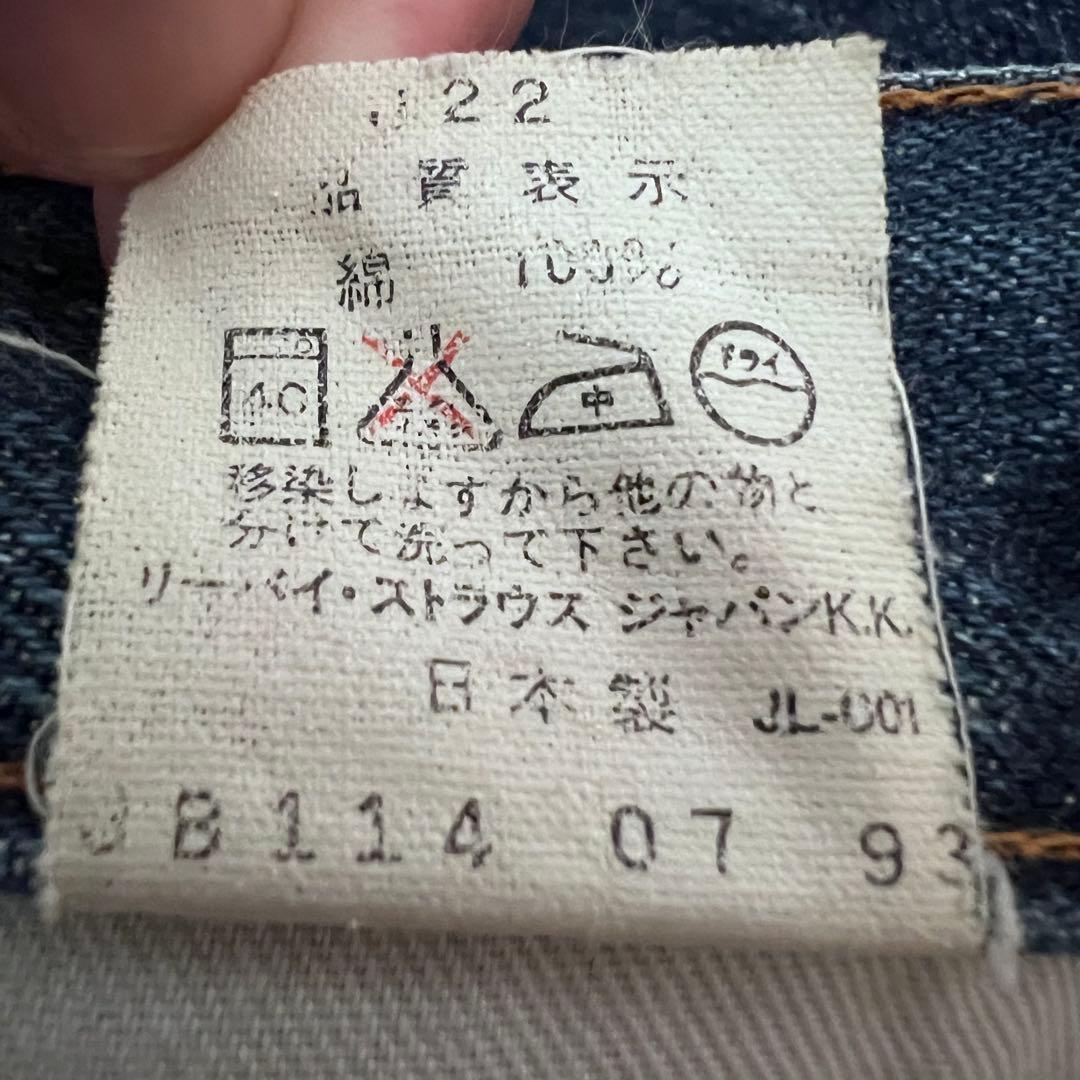 J22
品質表示
綿 100%
40 中 ドライ
移染しますから他の物と
分けて洗って下さい。
リーバイ・ストラウス ジャパンK.K.
日本製 JL-001
JB114 07 93